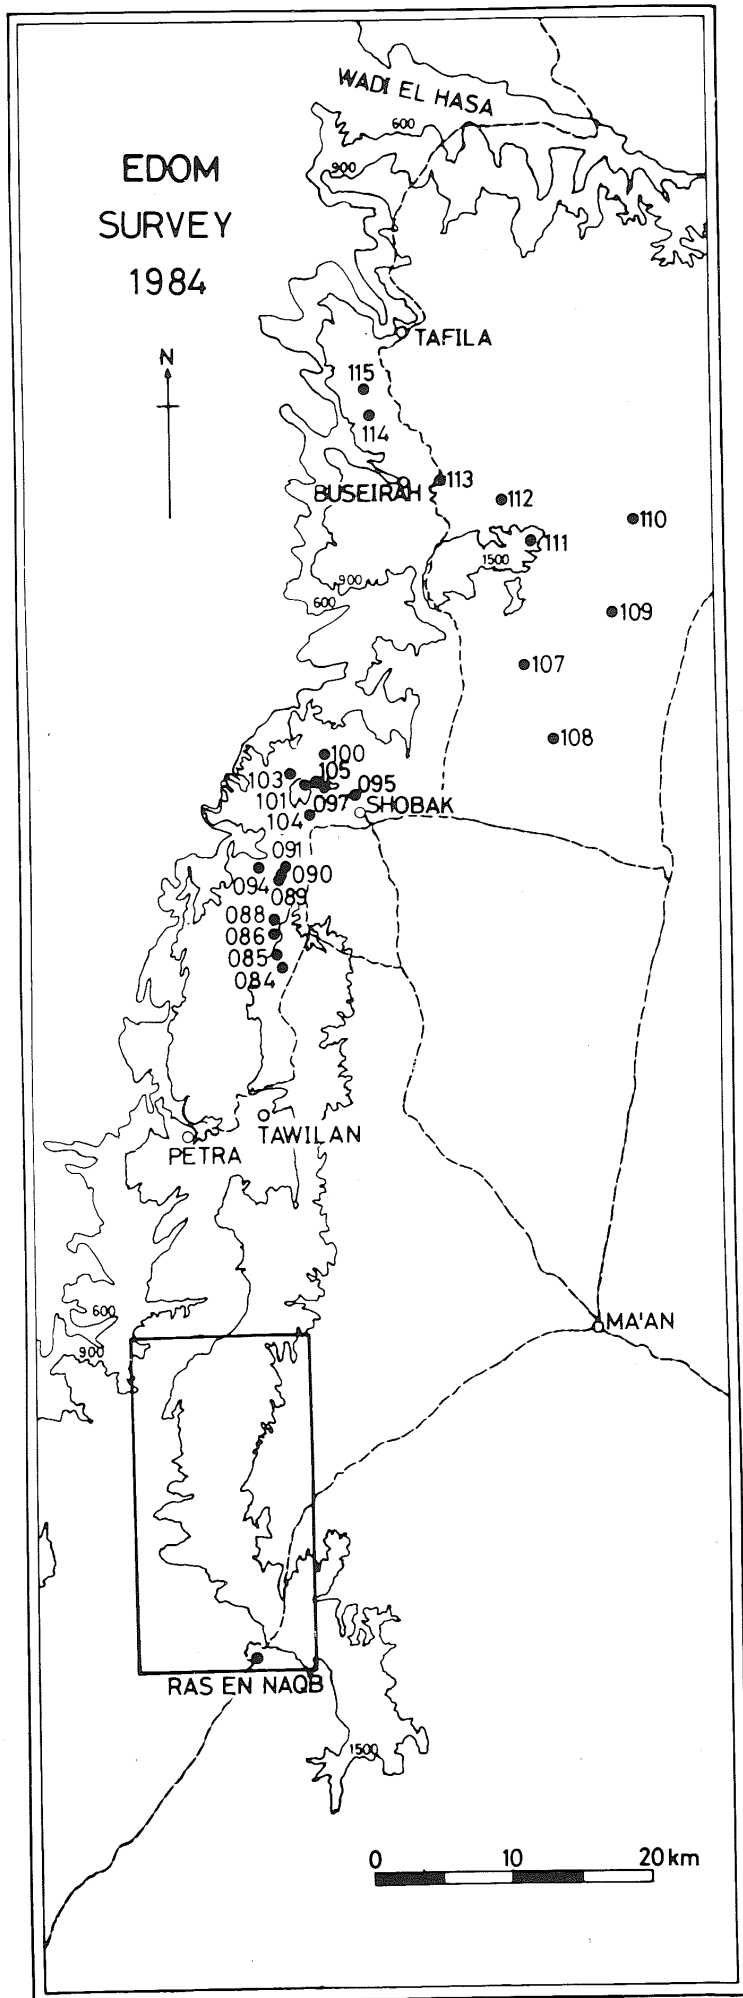 WADI EL HASA
600
EDOM
SURVEY
1984
900
N
TAFILA
115
114
BUSEIRAH
113
112
110
111
1500
900
600
109
107
108
100
103
105
095
101
097
SHOBAK
104
091
094
090
089
088
086
085
084
TAWILAN
PETRA
600
MA'AN
900
RAS EN NAQB
1500
0 10 20 km